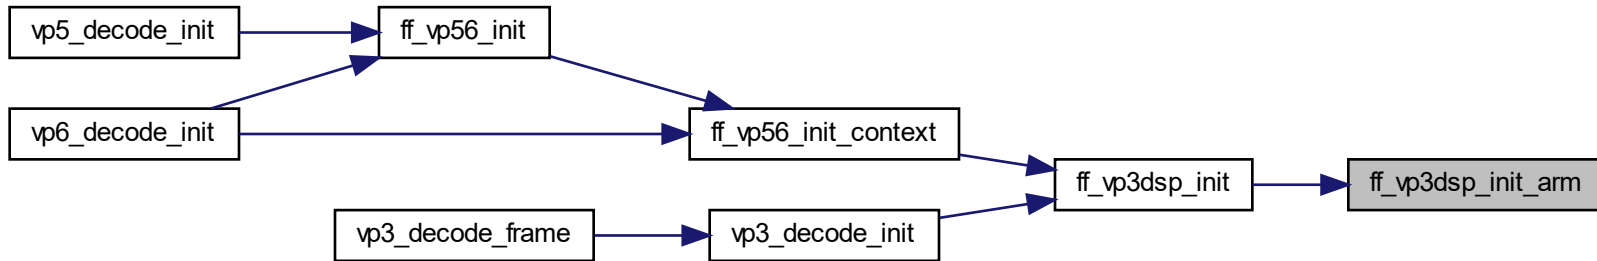 vp5_decode_init
ff_vp56_init
vp6_decode_init
ff_vp56_init_context
ff_vp3dsp_init
ff_vp3dsp_init_arm
vp3_decode_frame
vp3_decode_init